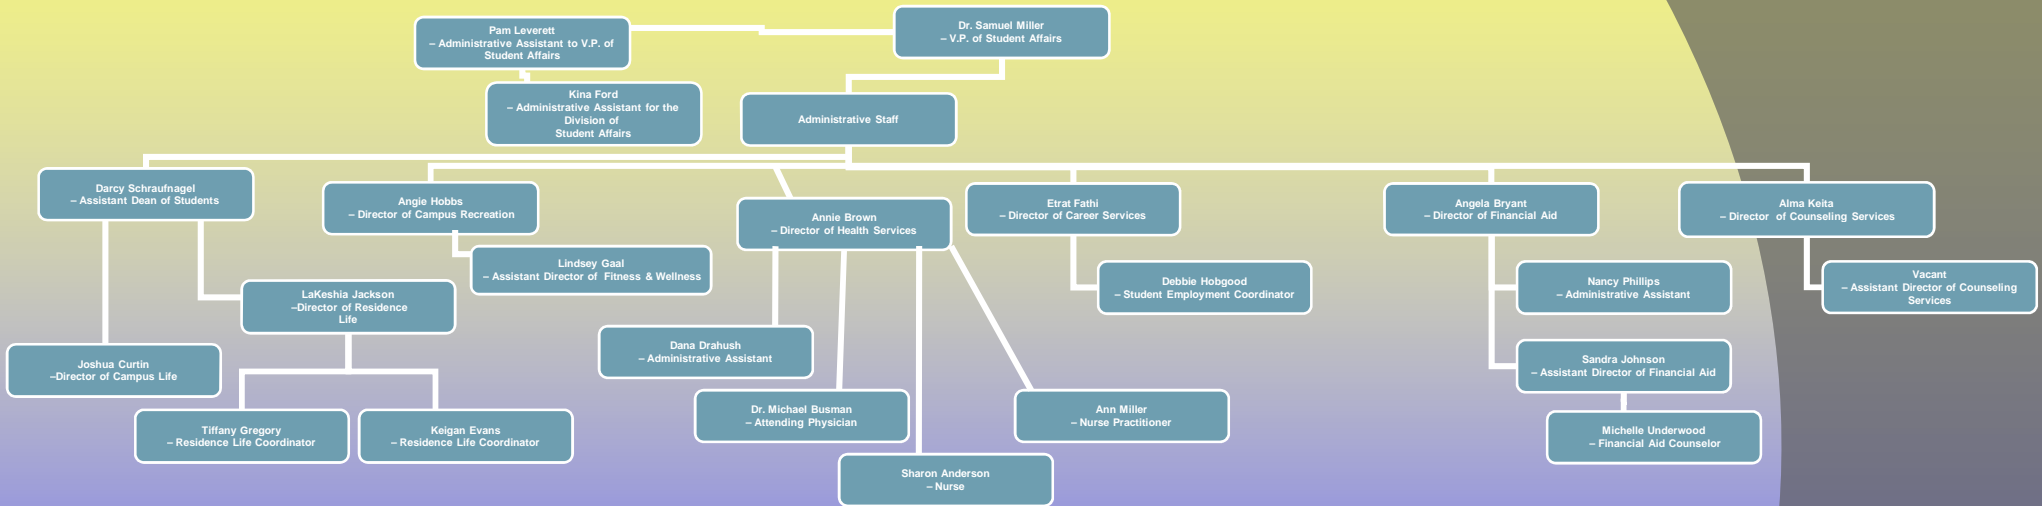 Pam Leverett
– Administrative Assistant to V.P. of
Student Affairs
Dr. Samuel Miller
– V.P. of Student Affairs
Kina Ford
– Administrative Assistant for the
Division of
Student Affairs
Administrative Staff
Darcy Schraufnagel
– Assistant Dean of Students
Angie Hobbs
– Director of Campus Recreation
Annie Brown
– Director of Health Services
Etrat Fathi
– Director of Career Services
Angela Bryant
– Director of Financial Aid
Alma Keita
– Director of Counseling Services
Lindsey Gaal
– Assistant Director of Fitness & Wellness
Debbie Hobgood
– Student Employment Coordinator
Nancy Phillips
– Administrative Assistant
Vacant
– Assistant Director of Counseling
Services
LaKeshia Jackson
–Director of Residence
Life
Dana Drahush
– Administrative Assistant
Joshua Curtin
–Director of Campus Life
Sandra Johnson
– Assistant Director of Financial Aid
Tiffany Gregory
– Residence Life Coordinator
Keigan Evans
– Residence Life Coordinator
Dr. Michael Busman
– Attending Physician
Ann Miller
– Nurse Practitioner
Michelle Underwood
– Financial Aid Counselor
Sharon Anderson
– Nurse